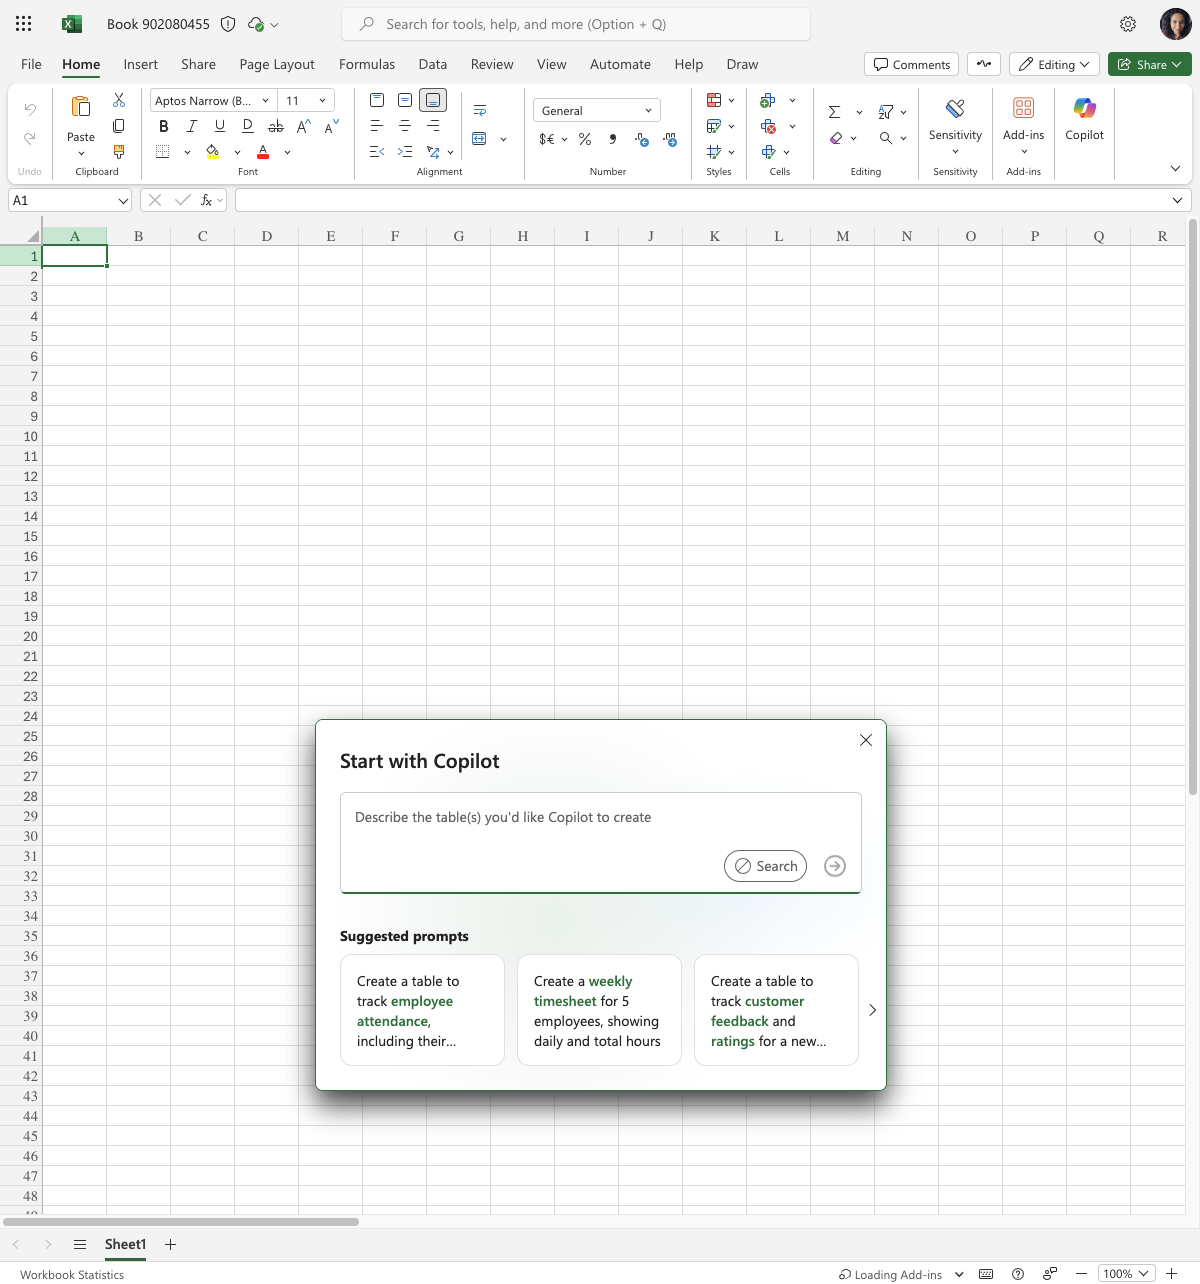 Book 902080455
Search for tools, help, and more (Option + Q)
File Home Insert Share Page Layout Formulas Data Review View Automate Help Draw
Comments Editing Share
Undo
Paste
Clipboard
Aptos Narrow (B... 11
B I U D ab A A
A
Font
Alignment
General
$€ % 9
Number
Styles
Cells
Editing
Sensitivity
Sensitivity
Add-ins
Add-ins
Copilot
A1 fx
A B C D E F G H I J K L M N O P Q R
1
2
3
4
5
6
7
8
9
10
11
12
13
14
15
16
17
18
19
20
21
22
23
24
25
26
27
28
29
30
31
32
33
34
35
36
37
38
39
40
41
42
43
44
45
46
47
48
49
Start with Copilot
Describe the table(s) you'd like Copilot to create
Search
Suggested prompts
Create a table to
track employee
attendance,
including their...
Create a weekly
timesheet for 5
employees, showing
daily and total hours
Create a table to
track customer
feedback and
ratings for a new...
Sheet1
Workbook Statistics
Loading Add-ins
100%